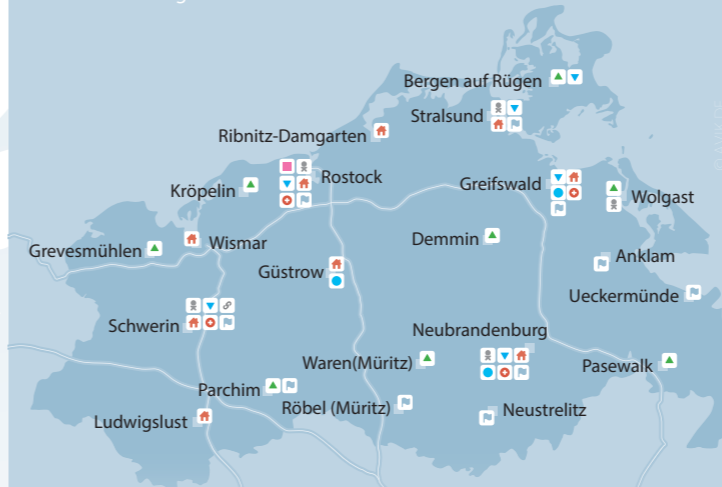 Bergen auf Rügen
Stralsund
Ribnitz-Damgarten
Rostock
Kröpelin
Greifswald
Wolgast
Wismar
Demmin
Grevesmühlen
Anklam
Güstrow
Ueckermünde
Schwerin
Neubrandenburg
Waren(Müritz)
Pasewalk
Parchim
Röbel (Müritz)
Neustrelitz
Ludwigslust